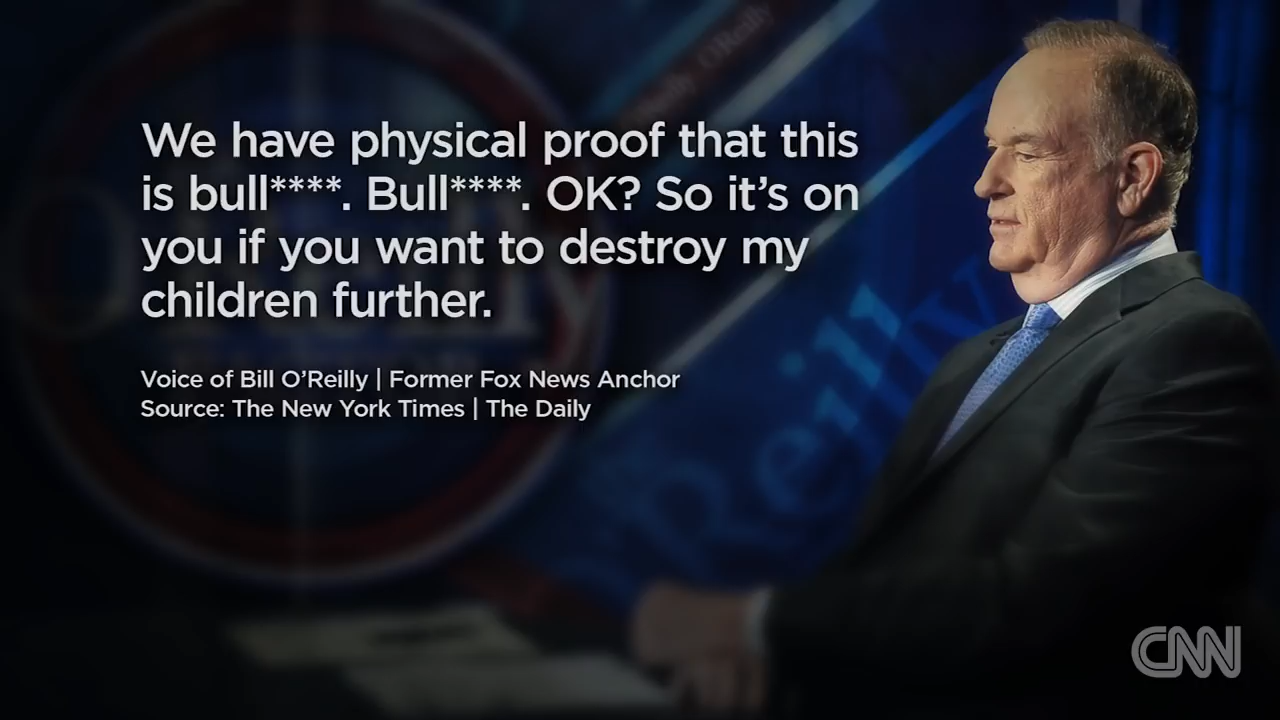 We have physical proof that this
is bull****. Bull****. OK? So it's on
you if you want to destroy my
children further.
Voice of Bill O'Reilly | Former Fox News Anchor
Source: The New York Times | The Daily
O'Reilly
O'Reilly
CNN